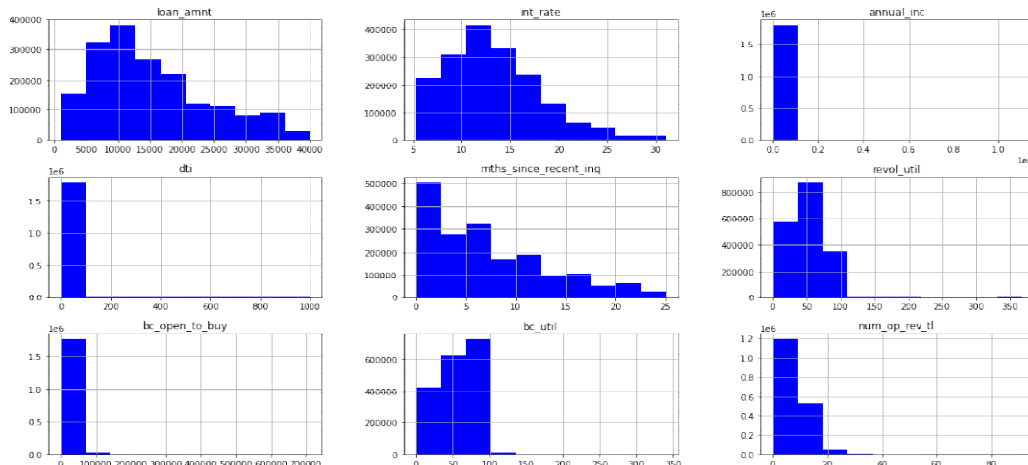 loan_amnt
400000
300000
200000
100000
0
0 5000 10000 15000 20000 25000 30000 35000 40000
int_rate
400000
300000
200000
100000
0
5 10 15 20 25 30
annual_inc
1e6
1.5
1.0
0.5
0.0
0.0 0.2 0.4 0.6 0.8 1.0
dti
1e6
1.5
1.0
0.5
0.0
0 200 400 600 800 1000
mths_since_recent_inq
500000
400000
300000
200000
100000
0
0 5 10 15 20 25
revol_util
800000
600000
400000
200000
0
0 50 100 150 200 250 300 350
bc_open_to_buy
1e6
1.5
1.0
0.5
0.0
0 100000 200000 300000 400000 500000 600000 700000
bc_util
600000
400000
200000
0
0 50 100 150 200 250 300 350
num_op_rev_tl
1e6
1.2
1.0
0.8
0.6
0.4
0.2
0.0
0 20 40 60 80